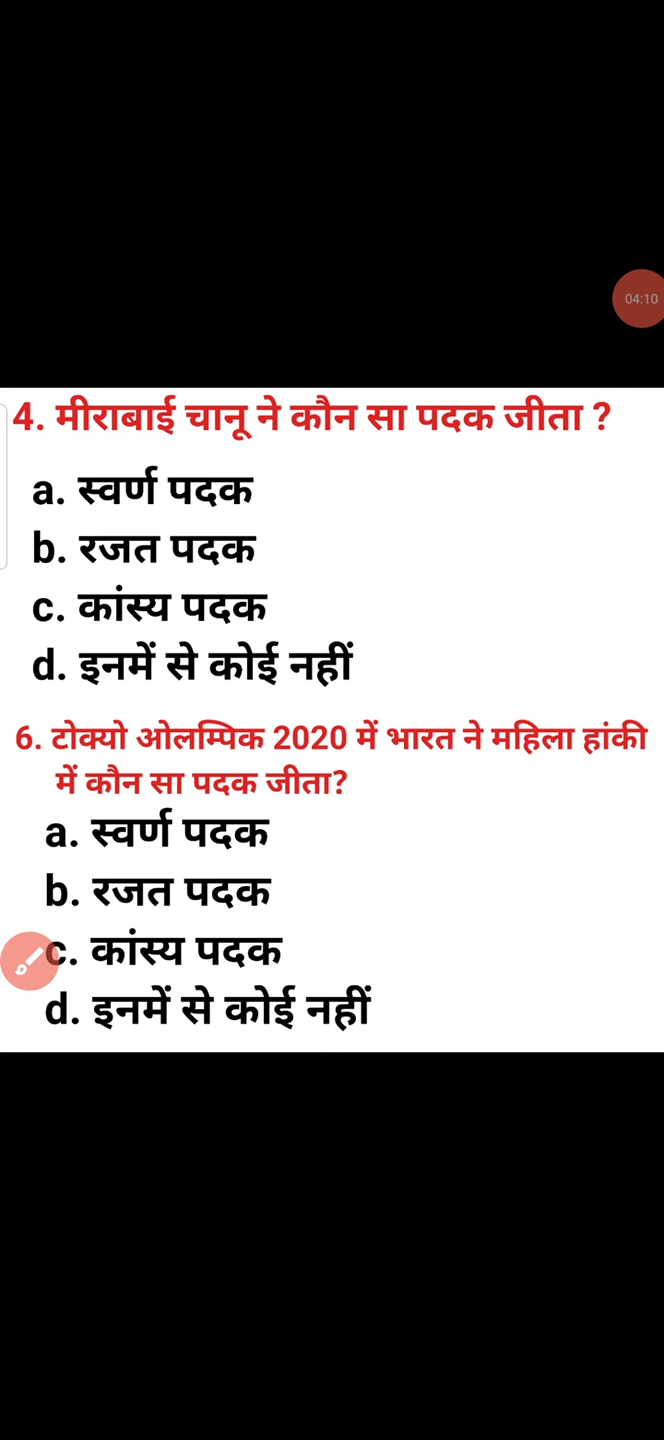 04:10
4. मीराबाई चानू ने कौन सा पदक जीता ?
a. स्वर्ण पदक
b. रजत पदक
c. कांस्य पदक
d. इनमें से कोई नहीं
6. टोक्यो ओलम्पिक 2020 में भारत ने महिला हांकी
में कौन सा पदक जीता?
a. स्वर्ण पदक
b. रजत पदक
c. कांस्य पदक
d. इनमें से कोई नहीं